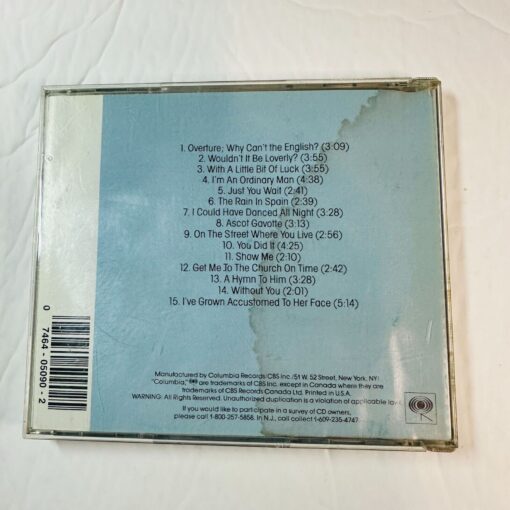 1. Overture; Why Can't the English? (3:09)
2. Wouldn't It Be Loverly? (3:55)
3. With A Little Bit Of Luck (3:55)
4. I'm An Ordinary Man (4:38)
5. Just You Wait (2:41)
6. The Rain In Spain (2:39)
7. I Could Have Danced All Night (3:28)
8. Ascot Gavotte (3:13)
9. On The Street Where You Live (2:56)
10. You Did It (4:25)
11. Show Me (2:10)
12. Get Me To The Church On Time (2:42)
13. A Hymn To Him (3:28)
14. Without You (2:01)
15. I've Grown Accustomed To Her Face (5:14)
0 7464-05090-2
Manufactured by Columbia Records/CBS Inc./51 W. 52 Street, New York, NY/
"Columbia," are trademarks of CBS Inc. except in Canada where they are
trademarks of CBS Records Canada Ltd. Printed in U.S.A.
WARNING: All Rights Reserved. Unauthorized duplication is a violation of applicable laws.
If you would like to participate in a survey of CD owners,
please call 1-800-257-5858. In N.J., call collect 1-609-235-4747.